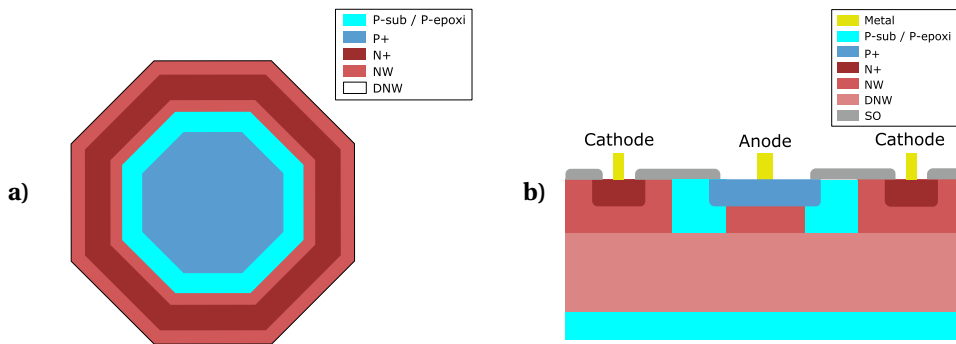 a)
P-sub / P-epoxi
P+
N+
NW
DNW
b)
Metal
P-sub / P-epoxi
P+
N+
NW
DNW
SO
Cathode
Anode
Cathode